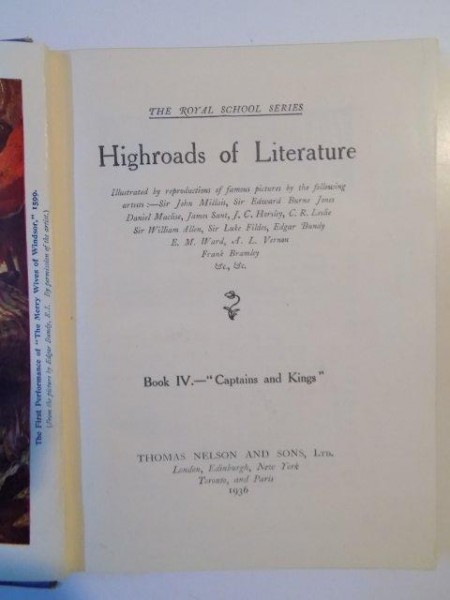 The First Performance of "The Merry Wives of Windsor," 1599.
(From the picture by Edgar Bundy, R.I. By permission of the artist.)
THE ROYAL SCHOOL SERIES
Highroads of Literature
Illustrated by reproductions of famous pictures by the following
artists:—Sir John Millais, Sir Edward Burne Jones
Daniel Maclise, James Sant, J. C. Horsley, C. R. Leslie
Sir William Allen, Sir Luke Fildes, Edgar Bundy
E. M. Ward, A. L. Vernon
Frank Bramley
&c., &c.
Book IV.—"Captains and Kings"
THOMAS NELSON AND SONS, LTD.
London, Edinburgh, New York
Toronto, and Paris
1936